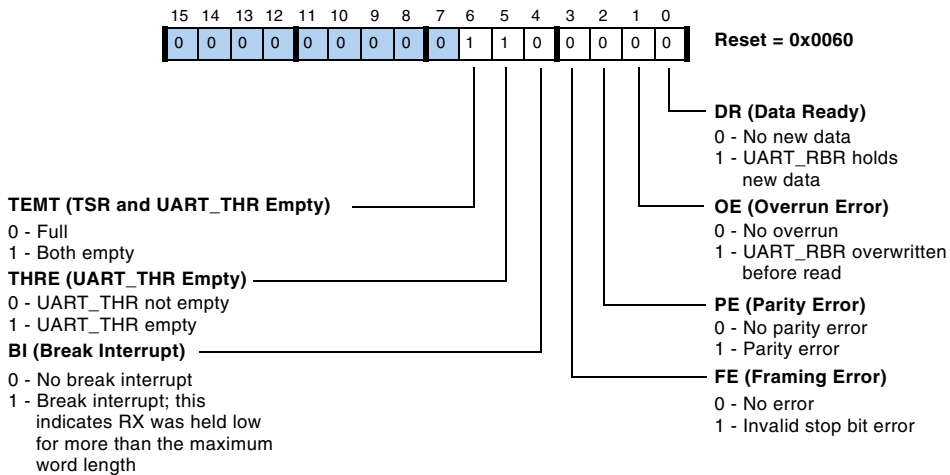 15 14 13 12 11 10 9 8 7 6 5 4 3 2 1 0
0 0 0 0 0 0 0 0 0 1 1 0 0 0 0 0
Reset = 0x0060
DR (Data Ready)
0 - No new data
1 - UART_RBR holds
new data
TEMT (TSR and UART_THR Empty)
0 - Full
1 - Both empty
OE (Overrun Error)
0 - No overrun
1 - UART_RBR overwritten
before read
THRE (UART_THR Empty)
0 - UART_THR not empty
1 - UART_THR empty
PE (Parity Error)
0 - No parity error
1 - Parity error
BI (Break Interrupt)
0 - No break interrupt
1 - Break interrupt; this
indicates RX was held low
for more than the maximum
word length
FE (Framing Error)
0 - No error
1 - Invalid stop bit error